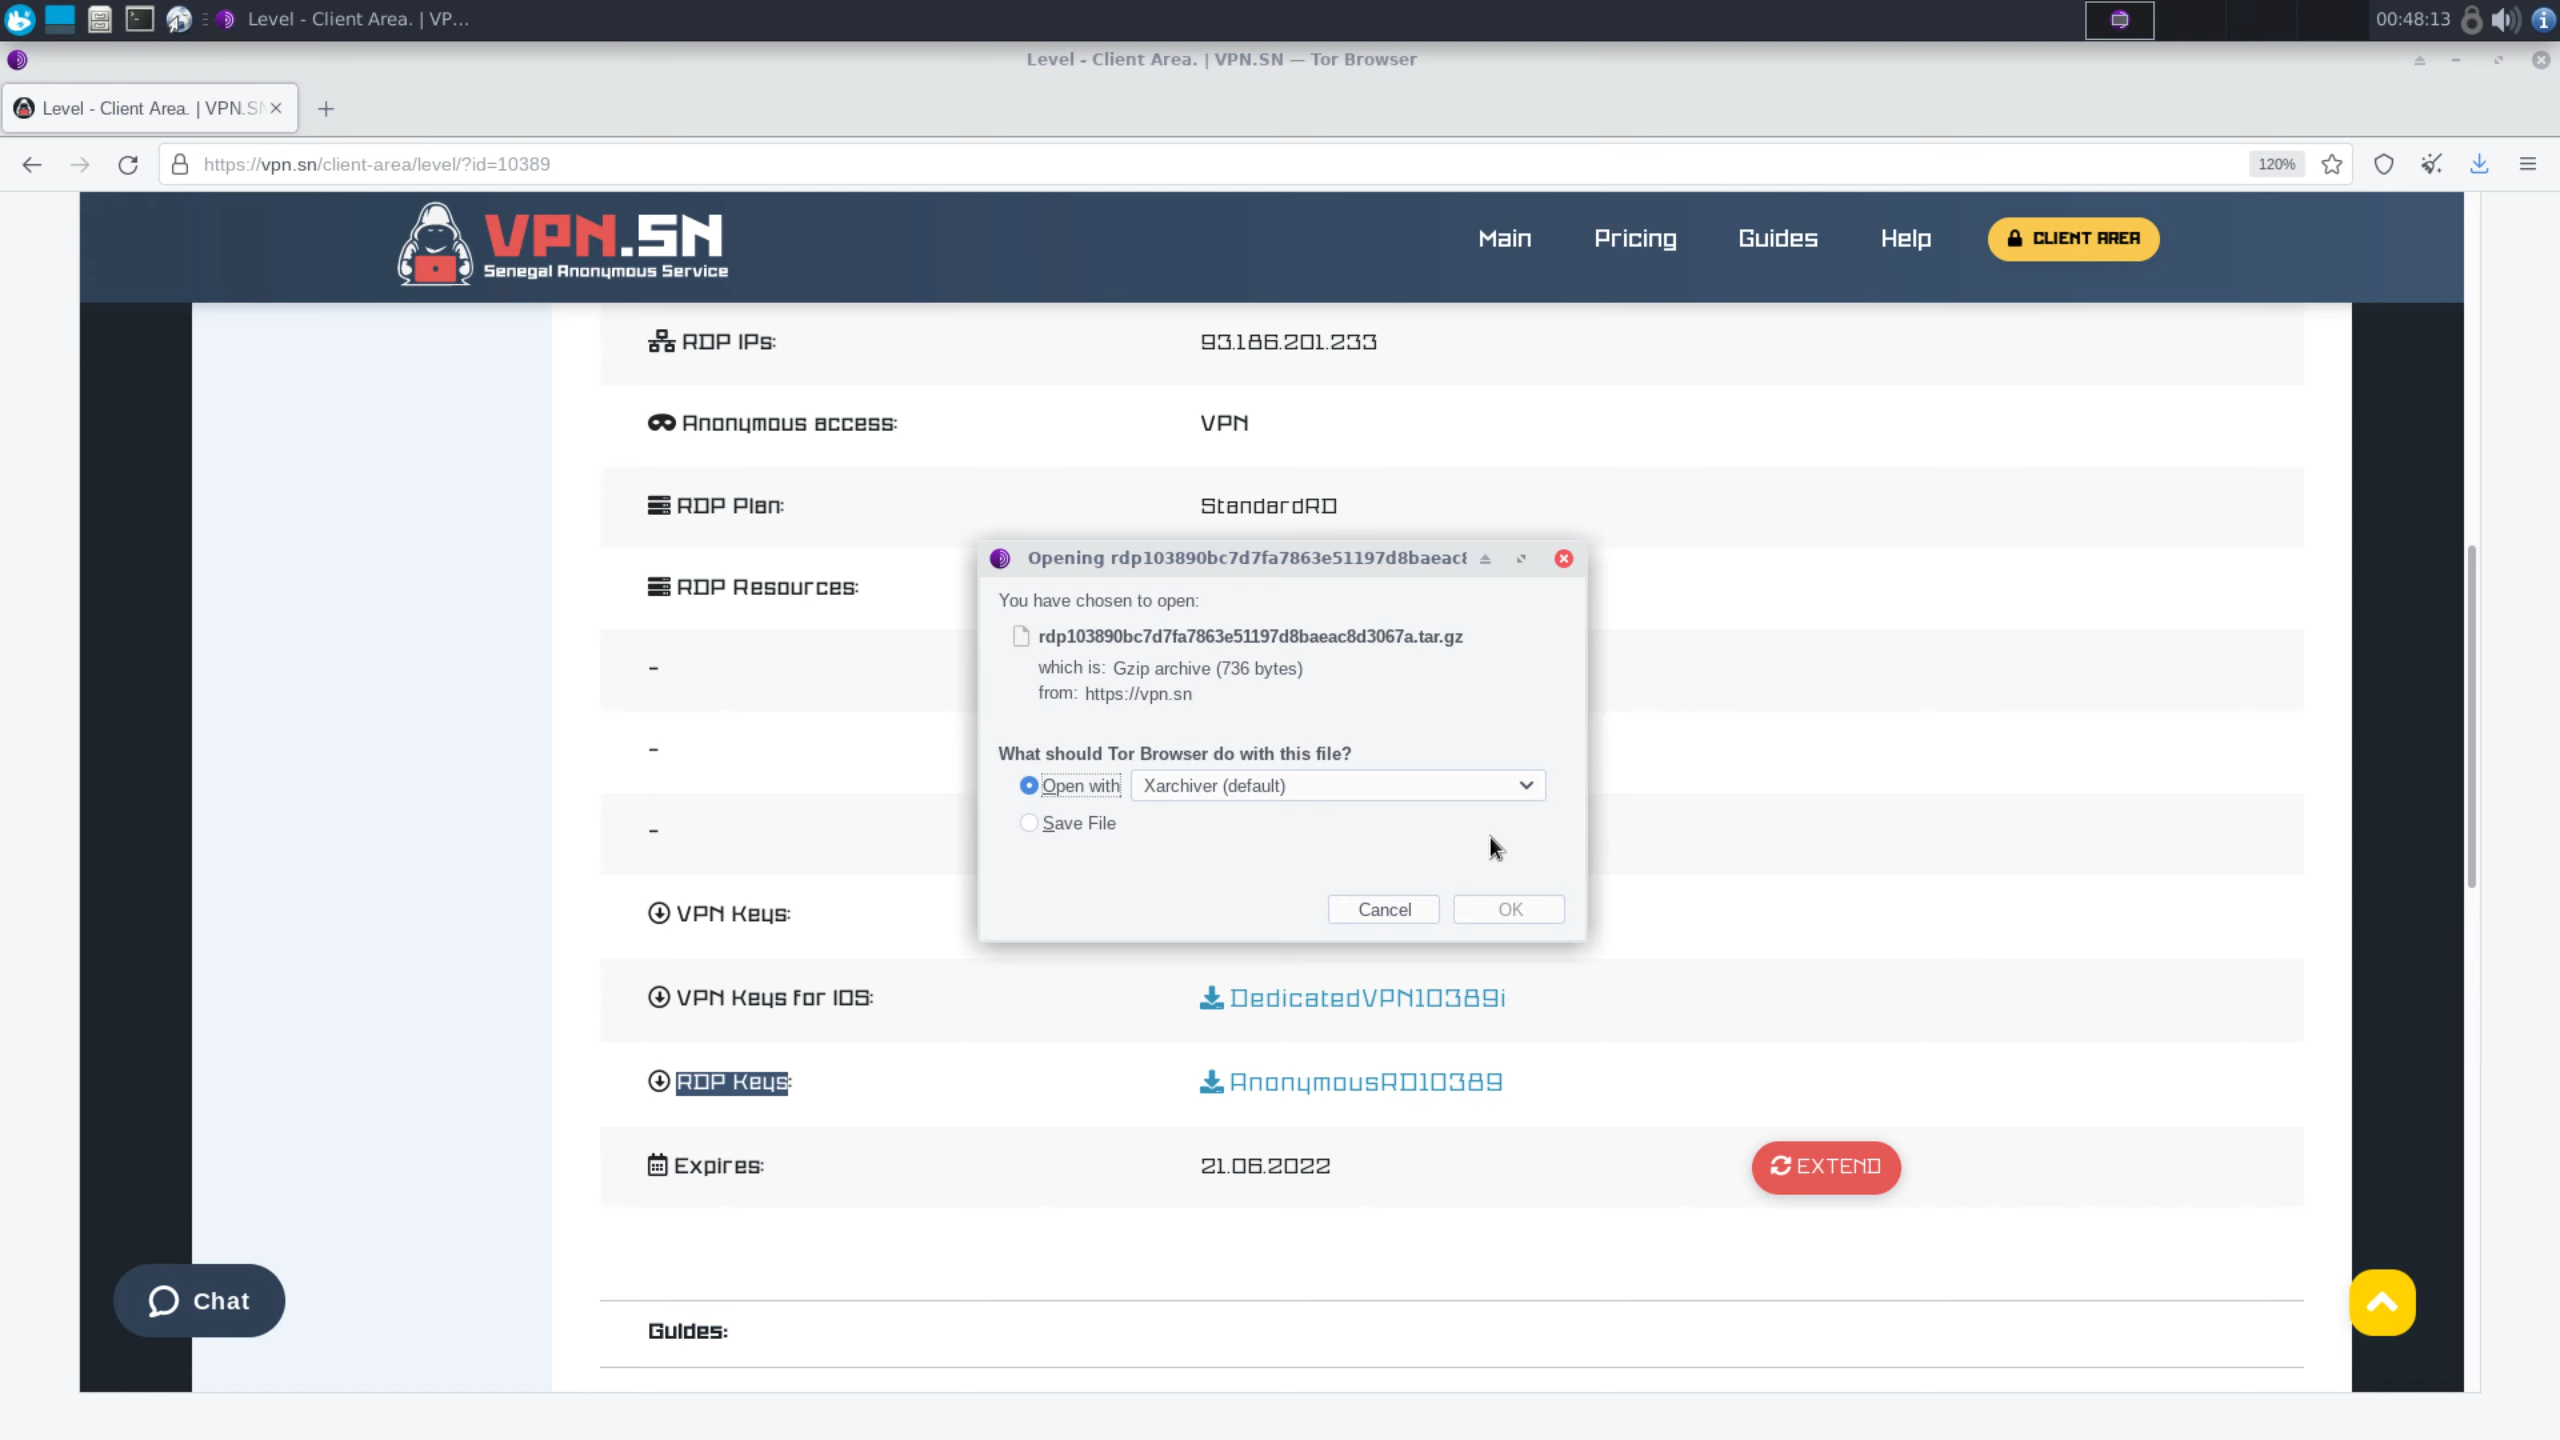 Level - Client Area. | VP...
00:48:13
Level - Client Area. | VPN.SN — Tor Browser
Level - Client Area. | VPN.SN
https://vpn.sn/client-area/level/?id=10389
120%
VPN.SN
Senegal Anonymous Service
Main
Pricing
Guides
Help
CLIENT AREA
RDP IPs:
93.186.201.233
Anonymous access:
VPN
RDP Plan:
StandardRD
RDP Resources:
-
-
-
Opening rdp103890bc7d7fa7863e51197d8baeac8
You have chosen to open:
rdp103890bc7d7fa7863e51197d8baeac8d3067a.tar.gz
which is: Gzip archive (736 bytes)
from: https://vpn.sn
What should Tor Browser do with this file?
Open with
Xarchiver (default)
Save File
Cancel
OK
VPN Keys:
VPN Keys for IOS:
DedicatedVPN10389i
RDP Keys:
AnonymousRD10389
Expires:
21.06.2022
EXTEND
Chat
Guides: